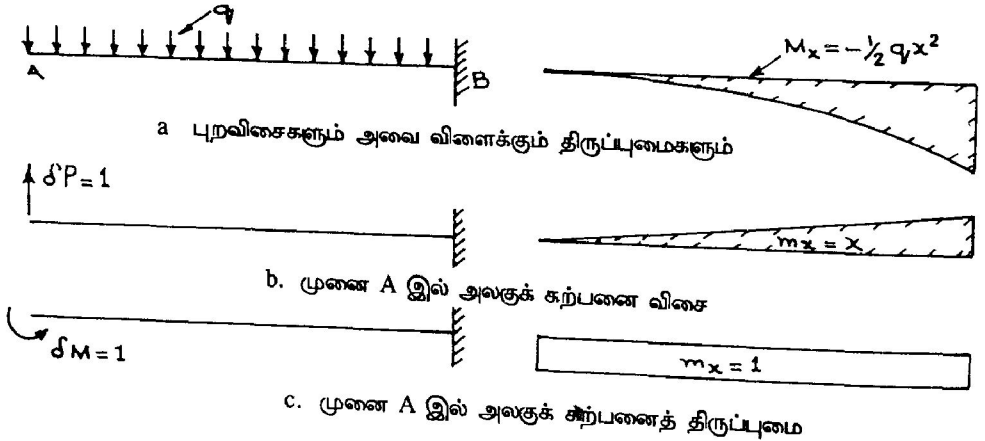 q
A
B
Mx = -½ qx²
a புறவிசைகளும் அவை விளைக்கும் திருப்புமைகளும்
δP = 1
mx = x
b. முனை A இல் அலகுக் கற்பனை விசை
δM = 1
mx = 1
c. முனை A இல் அலகுக் கற்பனைத் திருப்புமை